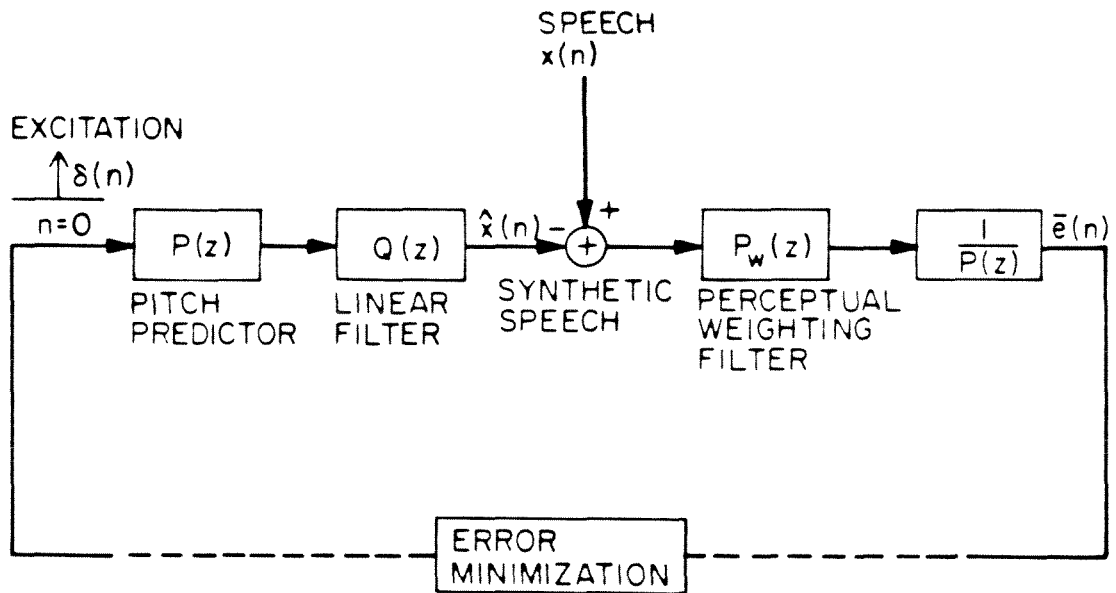 SPEECH
x(n)
EXCITATION
δ(n)
n=0
P(z)
Q(z)
x̂(n)
−
+
+
P_w(z)
1
P(z)
ē(n)
PITCH
PREDICTOR
LINEAR
FILTER
SYNTHETIC
SPEECH
PERCEPTUAL
WEIGHTING
FILTER
ERROR
MINIMIZATION